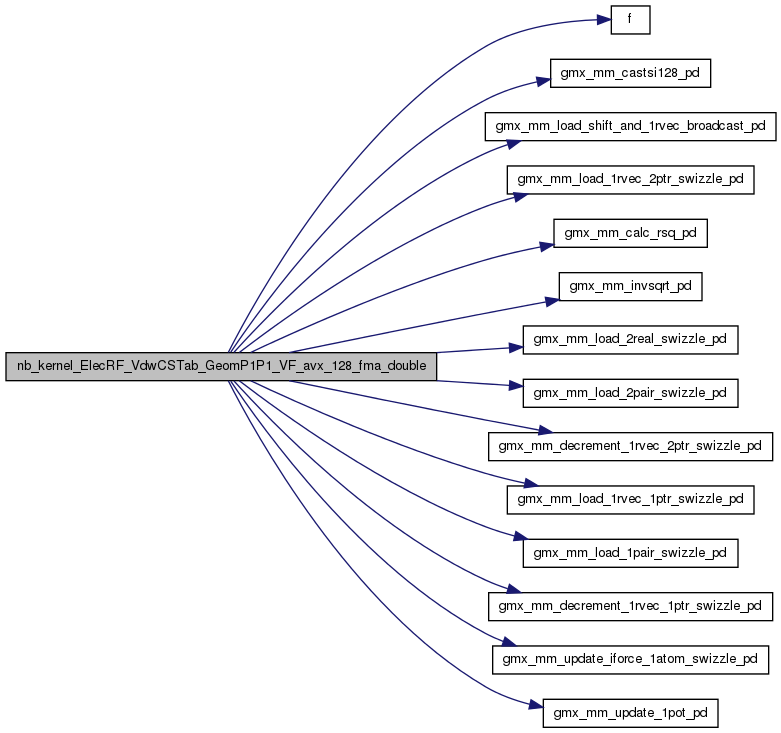 f
gmx_mm_castsi128_pd
gmx_mm_load_shift_and_1rvec_broadcast_pd
gmx_mm_load_1rvec_2ptr_swizzle_pd
gmx_mm_calc_rsq_pd
gmx_mm_invsqrt_pd
gmx_mm_load_2real_swizzle_pd
nb_kernel_ElecRF_VdwCSTab_GeomP1P1_VF_avx_128_fma_double
gmx_mm_load_2pair_swizzle_pd
gmx_mm_decrement_1rvec_2ptr_swizzle_pd
gmx_mm_load_1rvec_1ptr_swizzle_pd
gmx_mm_load_1pair_swizzle_pd
gmx_mm_decrement_1rvec_1ptr_swizzle_pd
gmx_mm_update_iforce_1atom_swizzle_pd
gmx_mm_update_1pot_pd